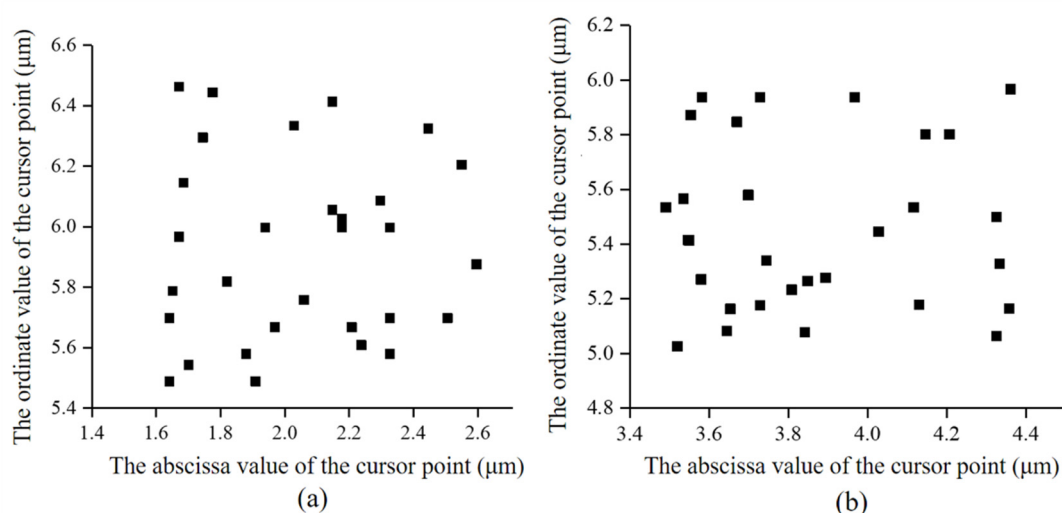 The ordinate value of the cursor point (μm)
6.6
6.4
6.2
6.0
5.8
5.6
5.4
1.4 1.6 1.8 2.0 2.2 2.4 2.6
The abscissa value of the cursor point (μm)
(a)
The ordinate value of the cursor point (μm)
6.2
6.0
5.8
5.6
5.4
5.2
5.0
4.8
3.4 3.6 3.8 4.0 4.2 4.4
The abscissa value of the cursor point (μm)
(b)